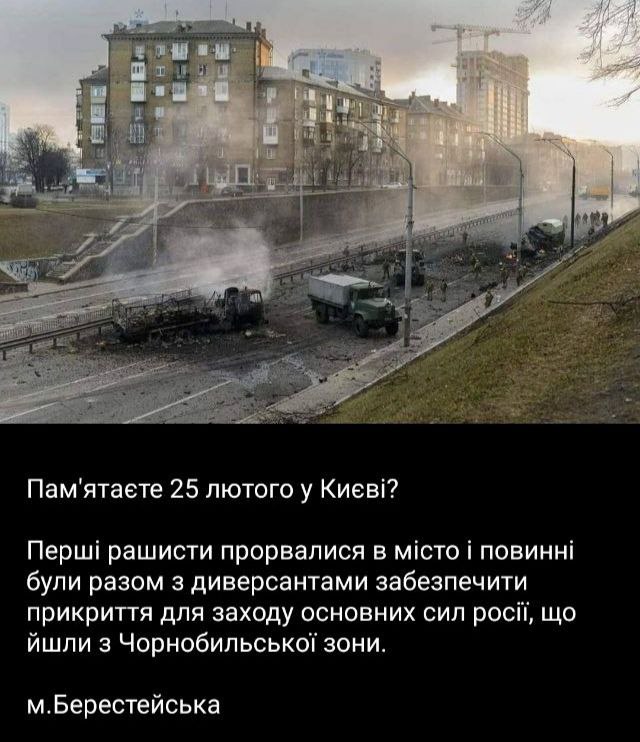 Пам'ятаєте 25 лютого у Києві?
Перші рашисти прорвалися в місто і повинні
були разом з диверсантами забезпечити
прикриття для заходу основних сил росії, що
йшли з Чорнобильської зони.
м.Берестейська